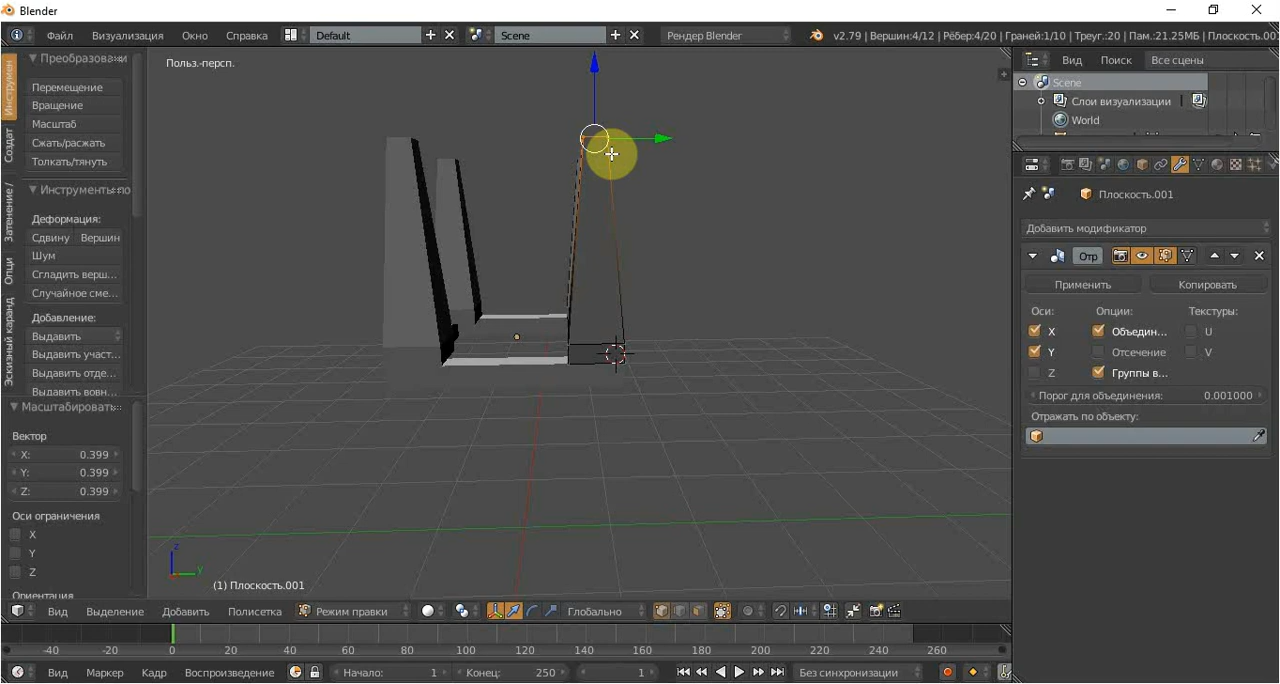 Blender
Файл Визуализация Окно Справка Default Scene Рендер Blender v2.79 | Вершин:4/12 | Рёбер:4/20 | Граней:1/10 | Треуг.:20 | Пам.:21.25МБ | Плоскость.00
Инструмен
Создат
Затенение /
Опци
Эскизный каранд
Преобразовани
Перемещение
Вращение
Масштаб
Сжать/расжать
Толкать/тянуть
Инструменты по
Деформация:
Сдвину Вершин
Шум
Сгладить верш...
Случайное сме...
Добавление:
Выдавить
Выдавить участ...
Выдавить отде...
Выдавить вовн...
Масштабировать
Вектор
X: 0.399
Y: 0.399
Z: 0.399
Оси ограничения
X
Y
Z
Ориентация
Польз.-персп.
z
y
(1) Плоскость.001
Вид Выделение Добавить Полисетка Режим правки Глобально
-40 -20 0 20 40 60 80 100 120 140 160 180 200 220 240 260
Вид Маркер Кадр Воспроизведение Начало: 1 Конец: 250 1 Без синхронизации
Вид Поиск Все сцены
Scene
Слои визуализации
World
Плоскость.001
Добавить модификатор
Отр
Применить Копировать
Оси: Опции: Текстуры:
X Объедин... U
Y Отсечение V
Z Группы в...
Порог для объединения: 0.001000
Отражать по объекту: